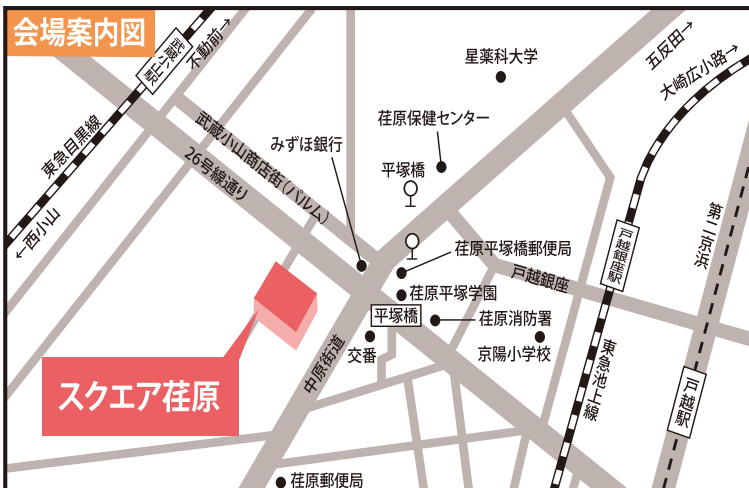 会場案内図
武蔵小山駅
不動前→
東急目黒線
←西小山
武蔵小山商店街(パルム)
26号線通り
みずほ銀行
星薬科大学
荏原保健センター
平塚橋
五反田→
大崎広小路→
第二京浜
戸越銀座駅
荏原平塚橋郵便局
戸越銀座
荏原平塚学園
平塚橋
荏原消防署
交番
京陽小学校
中原街道
東急池上線
戸越駅
スクエア荏原
荏原郵便局